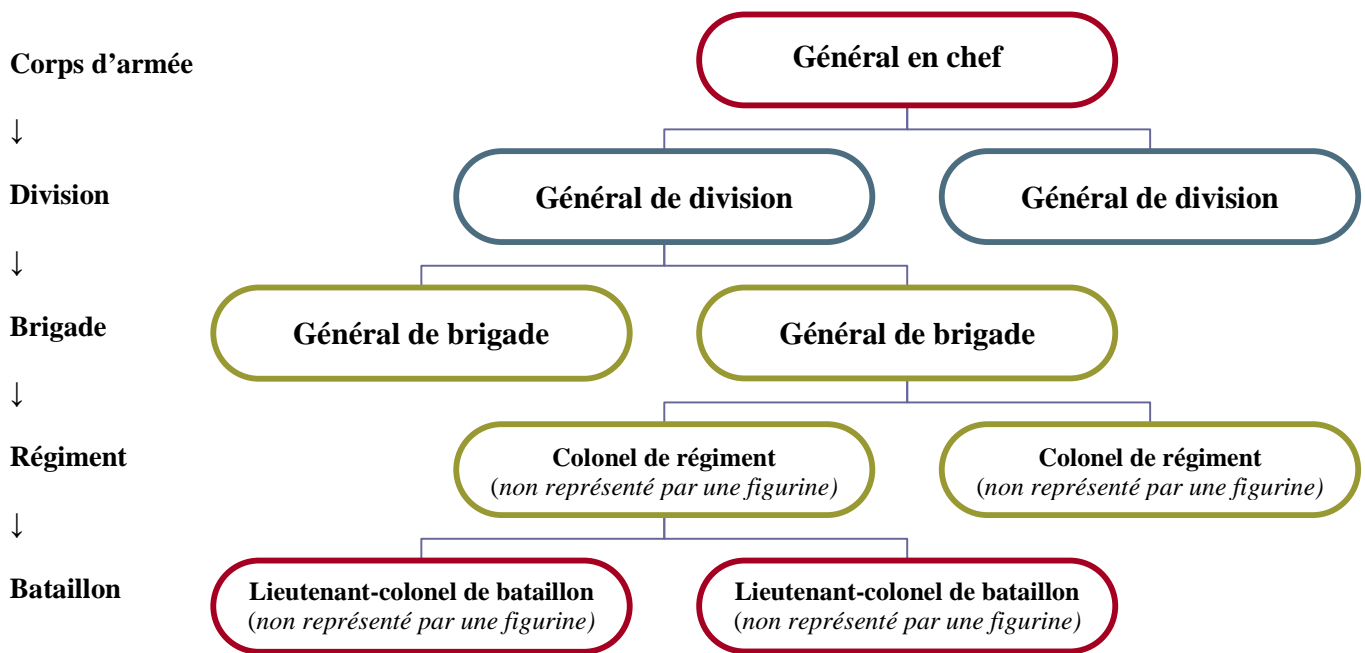 Corps d'armée
Général en chef
↓
Division
Général de division
Général de division
↓
Brigade
Général de brigade
Général de brigade
↓
Régiment
Colonel de régiment
(non représenté par une figurine)
Colonel de régiment
(non représenté par une figurine)
↓
Bataillon
Lieutenant-colonel de bataillon
(non représenté par une figurine)
Lieutenant-colonel de bataillon
(non représenté par une figurine)